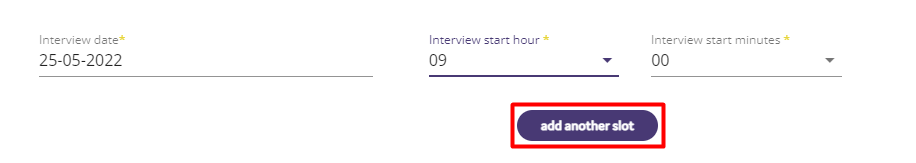 Interview date* Interview start hour * Interview start minutes *
25-05-2022 09 00
add another slot